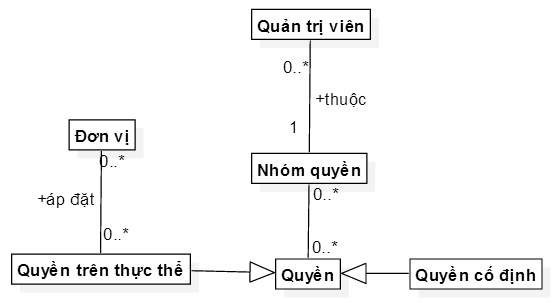 Quản trị viên
0..*
+thuộc
1
Đơn vị
0..*
Nhóm quyền
0..*
+áp đặt
0..*
0..*
Quyền trên thực thể
Quyền
Quyền cố định